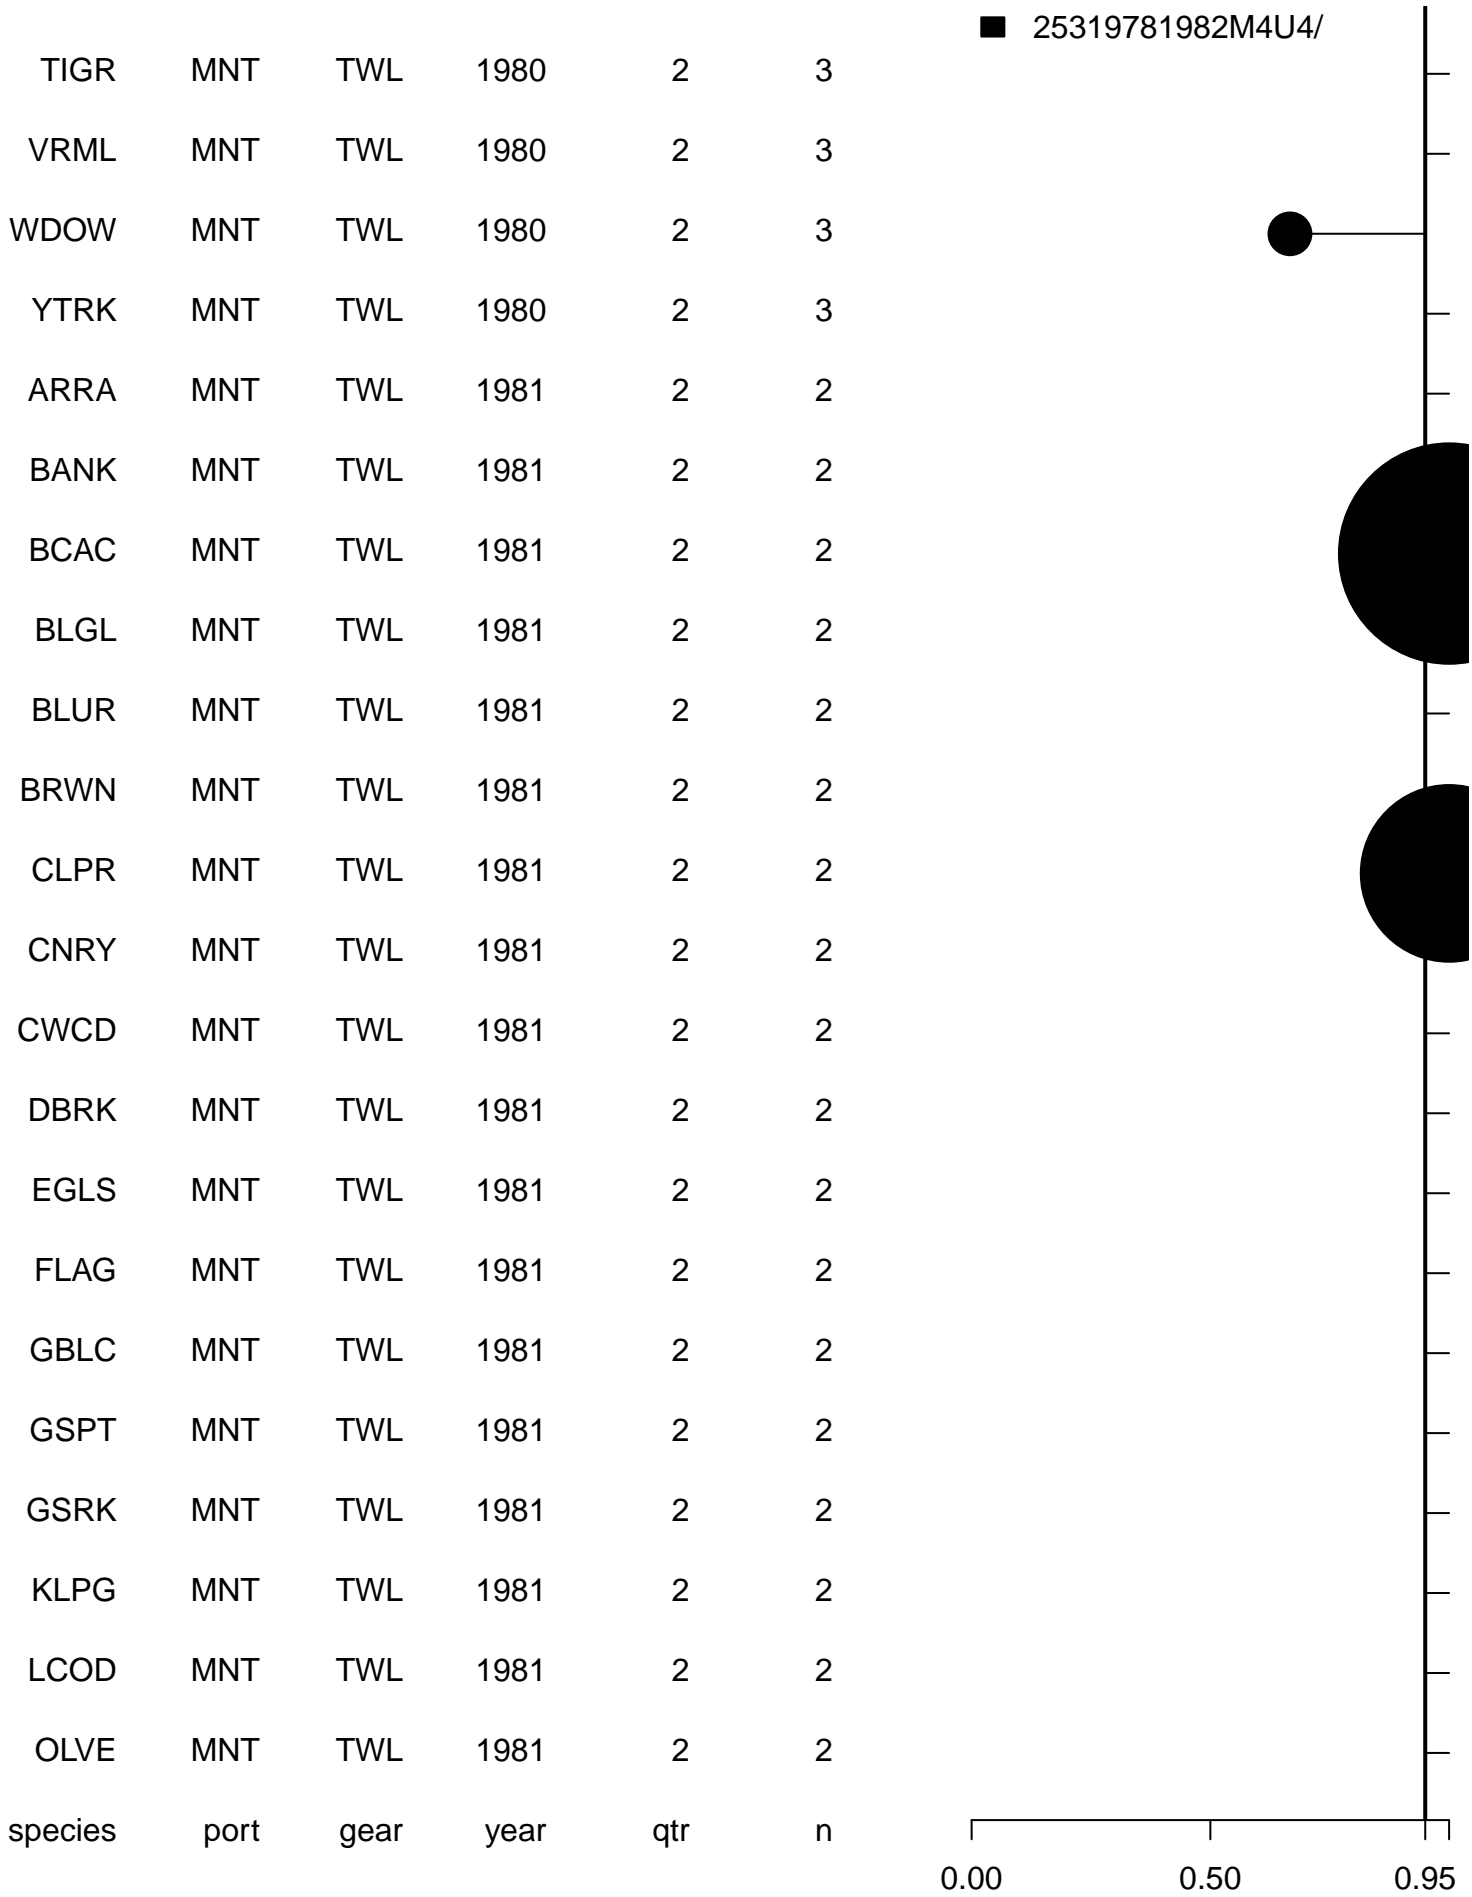 25319781982M4U4/
TIGR MNT TWL 1980 2 3
VRML MNT TWL 1980 2 3
WDOW MNT TWL 1980 2 3
YTRK MNT TWL 1980 2 3
ARRA MNT TWL 1981 2 2
BANK MNT TWL 1981 2 2
BCAC MNT TWL 1981 2 2
BLGL MNT TWL 1981 2 2
BLUR MNT TWL 1981 2 2
BRWN MNT TWL 1981 2 2
CLPR MNT TWL 1981 2 2
CNRY MNT TWL 1981 2 2
CWCD MNT TWL 1981 2 2
DBRK MNT TWL 1981 2 2
EGLS MNT TWL 1981 2 2
FLAG MNT TWL 1981 2 2
GBLC MNT TWL 1981 2 2
GSPT MNT TWL 1981 2 2
GSRK MNT TWL 1981 2 2
KLPG MNT TWL 1981 2 2
LCOD MNT TWL 1981 2 2
OLVE MNT TWL 1981 2 2
species port gear year qtr n
0.00 0.50 0.95